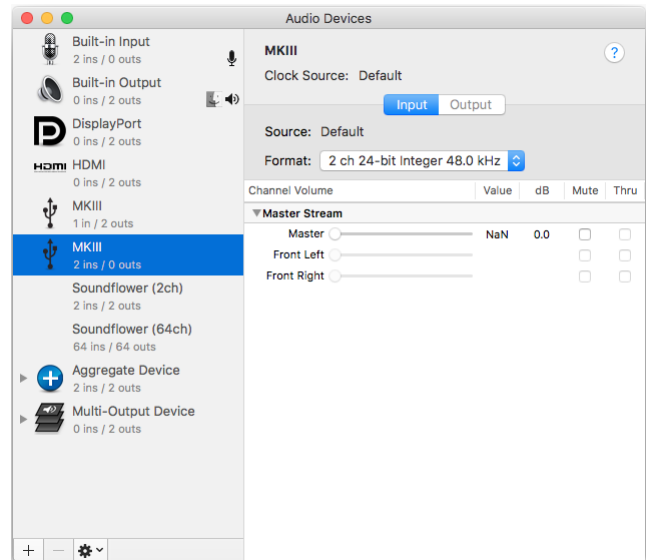 Audio Devices
Built-in Input
2 ins / 0 outs
Built-in Output
0 ins / 2 outs
DisplayPort
0 ins / 2 outs
HDMI HDMI
0 ins / 2 outs
MKIII
1 in / 2 outs
MKIII
2 ins / 0 outs
Soundflower (2ch)
2 ins / 2 outs
Soundflower (64ch)
64 ins / 64 outs
Aggregate Device
2 ins / 2 outs
Multi-Output Device
0 ins / 2 outs
MKIII
?
Clock Source: Default
Input Output
Source: Default
Format: 2 ch 24-bit Integer 48.0 kHz
Channel Volume Value dB Mute Thru
Master Stream
Master NaN 0.0
Front Left
Front Right